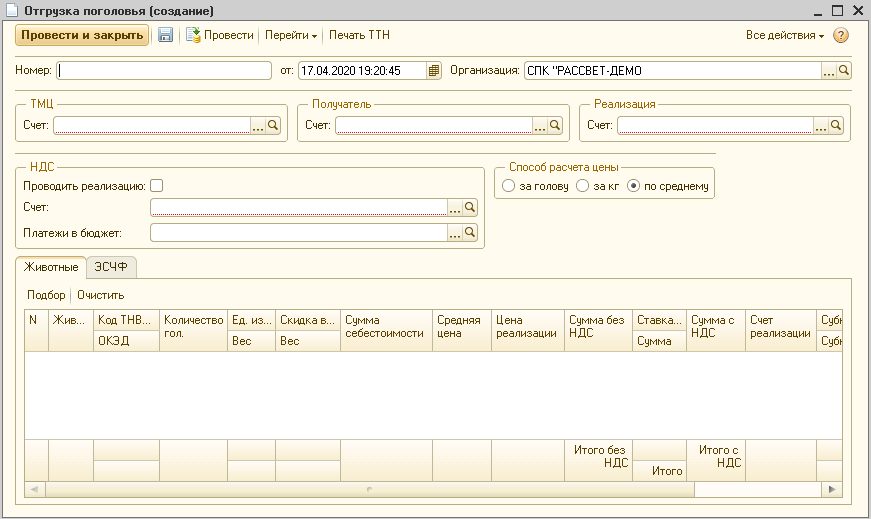 Отгрузка поголовья (создание)
Провести и закрыть Провести Перейти Печать ТТН Все действия ?
Номер: от: 17.04.2020 19:20:45 Организация: СПК "РАССВЕТ-ДЕМО ...
ТМЦ Получатель Реализация
Счет: ... Счет: ... Счет: ...
НДС Способ расчета цены
Проводить реализацию: за голову за кг по среднему
Счет: ...
Платежи в бюджет: ...
Животные ЭСЧФ
Подбор Очистить
N Жив... Код ТНВ... Количество Ед. из... Скидка в... Сумма Средняя Цена Сумма без Ставка... Сумма с Счет Субк
гол. себестоимости цена реализации НДС НДС реализации
ОКЭД Вес Вес Сумма Субк
Итого без Итого с
НДС Итого НДС